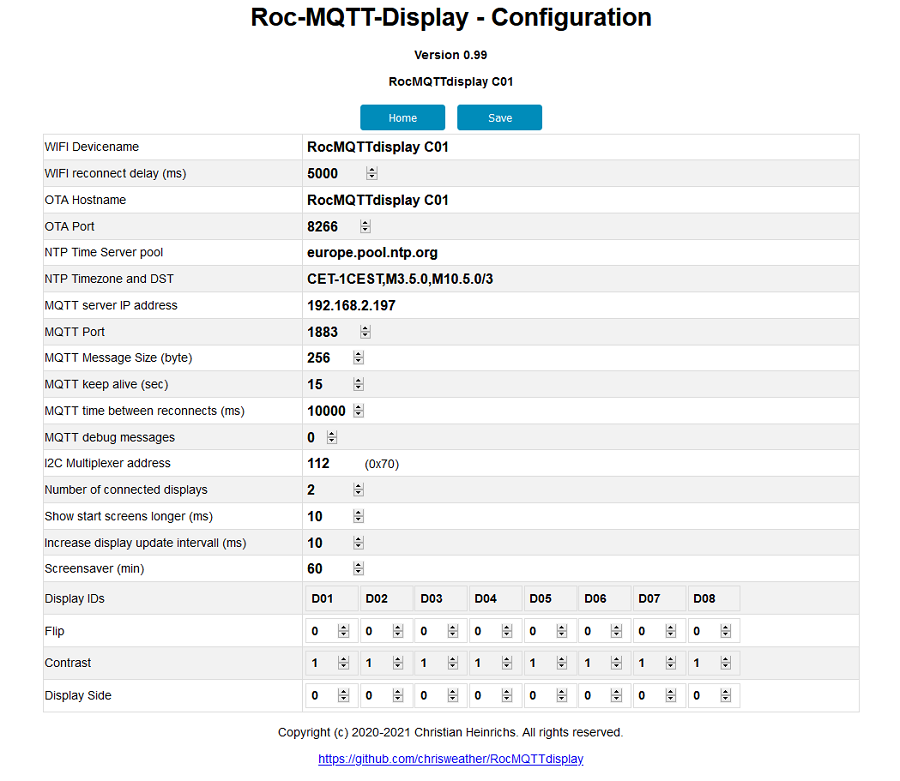 Roc-MQTT-Display - Configuration
Version 0.99
RocMQTTdisplay C01
Home Save
WIFI Devicename RocMQTTdisplay C01
WIFI reconnect delay (ms) 5000
OTA Hostname RocMQTTdisplay C01
OTA Port 8266
NTP Time Server pool europe.pool.ntp.org
NTP Timezone and DST CET-1CEST,M3.5.0,M10.5.0/3
MQTT server IP address 192.168.2.197
MQTT Port 1883
MQTT Message Size (byte) 256
MQTT keep alive (sec) 15
MQTT time between reconnects (ms) 10000
MQTT debug messages 0
I2C Multiplexer address 112 (0x70)
Number of connected displays 2
Show start screens longer (ms) 10
Increase display update intervall (ms) 10
Screensaver (min) 60
Display IDs D01 D02 D03 D04 D05 D06 D07 D08
Flip 0 0 0 0 0 0 0 0
Contrast 1 1 1 1 1 1 1 1
Display Side 0 0 0 0 0 0 0 0
Copyright (c) 2020-2021 Christian Heinrichs. All rights reserved.
https://github.com/chrisweather/RocMQTTdisplay